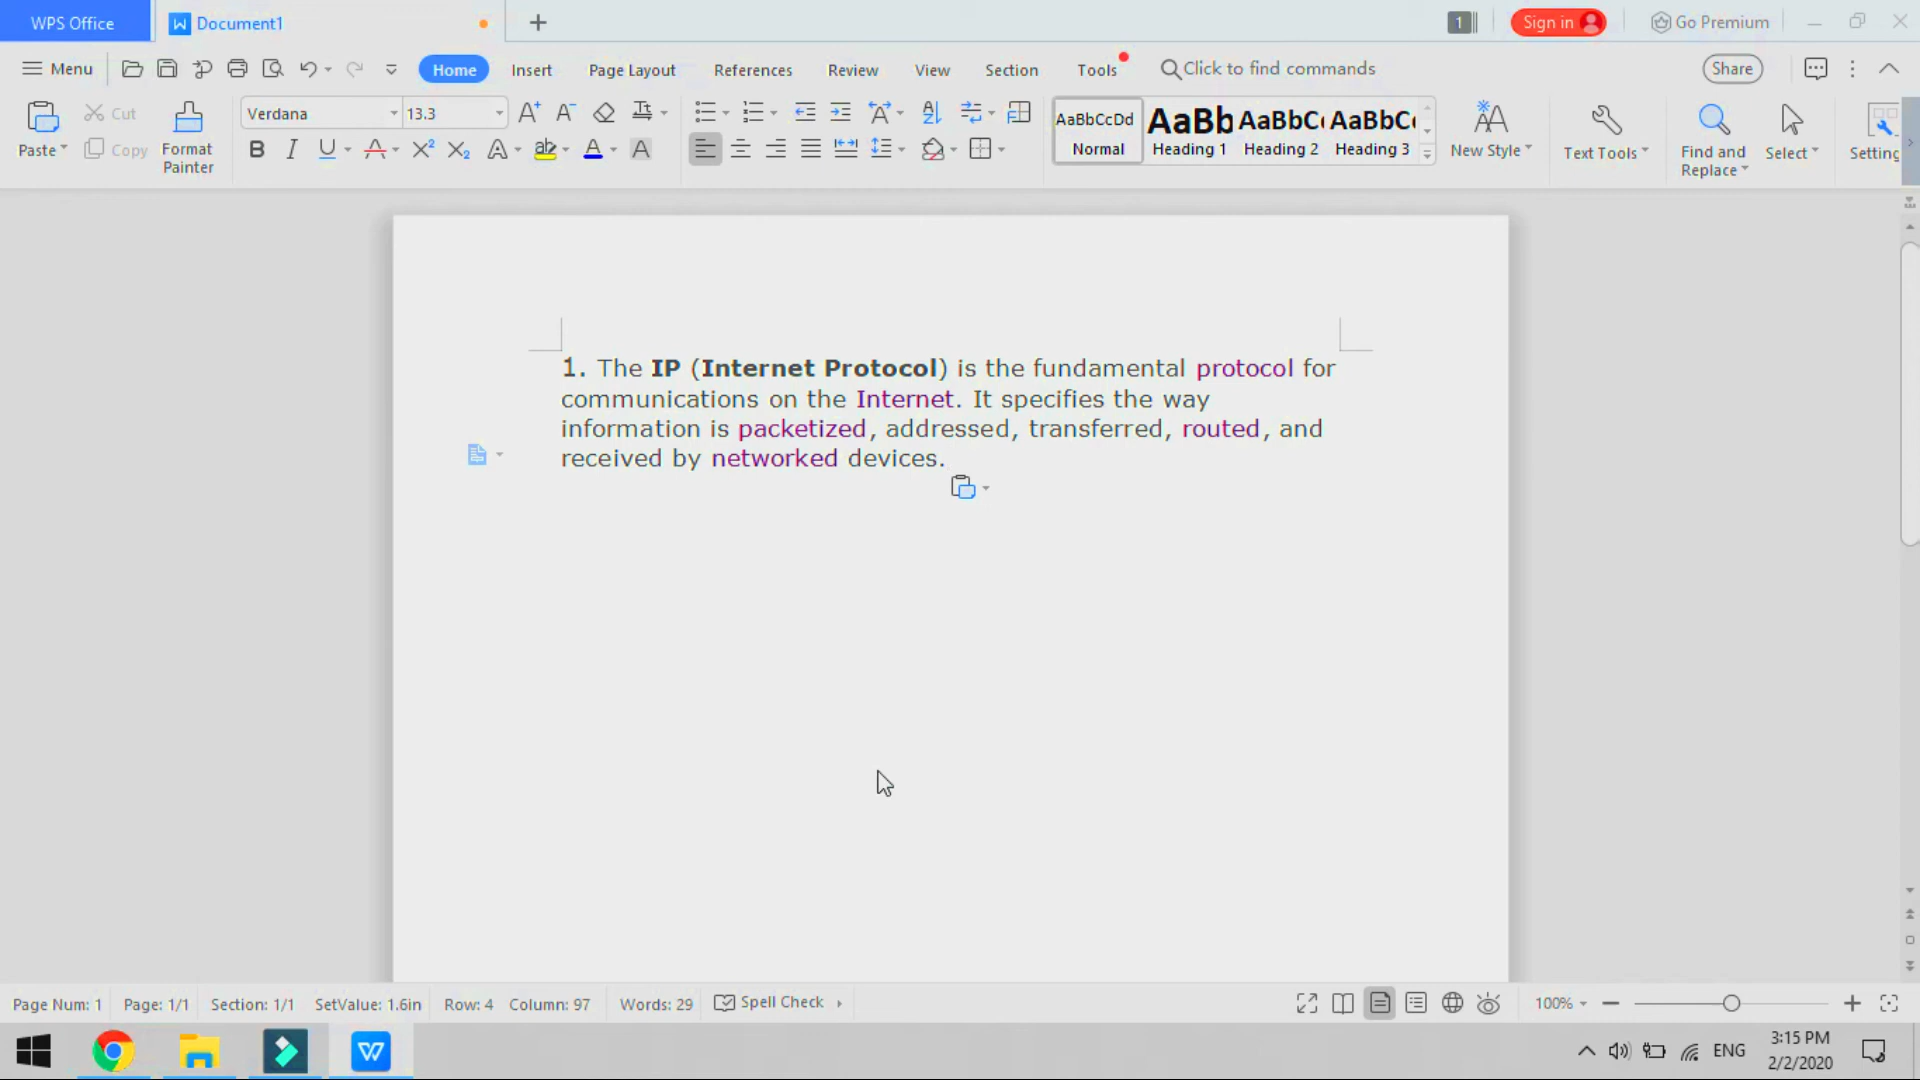 WPS Office
Document1
1
Sign in
Go Premium
Menu
Home
Insert
Page Layout
References
Review
View
Section
Tools
Click to find commands
Share
Paste
Cut
Copy
Format
Painter
Verdana
13.3
AaBbCcDd
Normal
AaBb
Heading 1
AaBbC
Heading 2
AaBbC
Heading 3
New Style
Text Tools
Find and
Replace
Select
Setting
1. The IP (Internet Protocol) is the fundamental protocol for
communications on the Internet. It specifies the way
information is packetized, addressed, transferred, routed, and
received by networked devices.
Page Num: 1
Page: 1/1
Section: 1/1
SetValue: 1.6in
Row: 4
Column: 97
Words: 29
Spell Check
100%
ENG
3:15 PM
2/2/2020